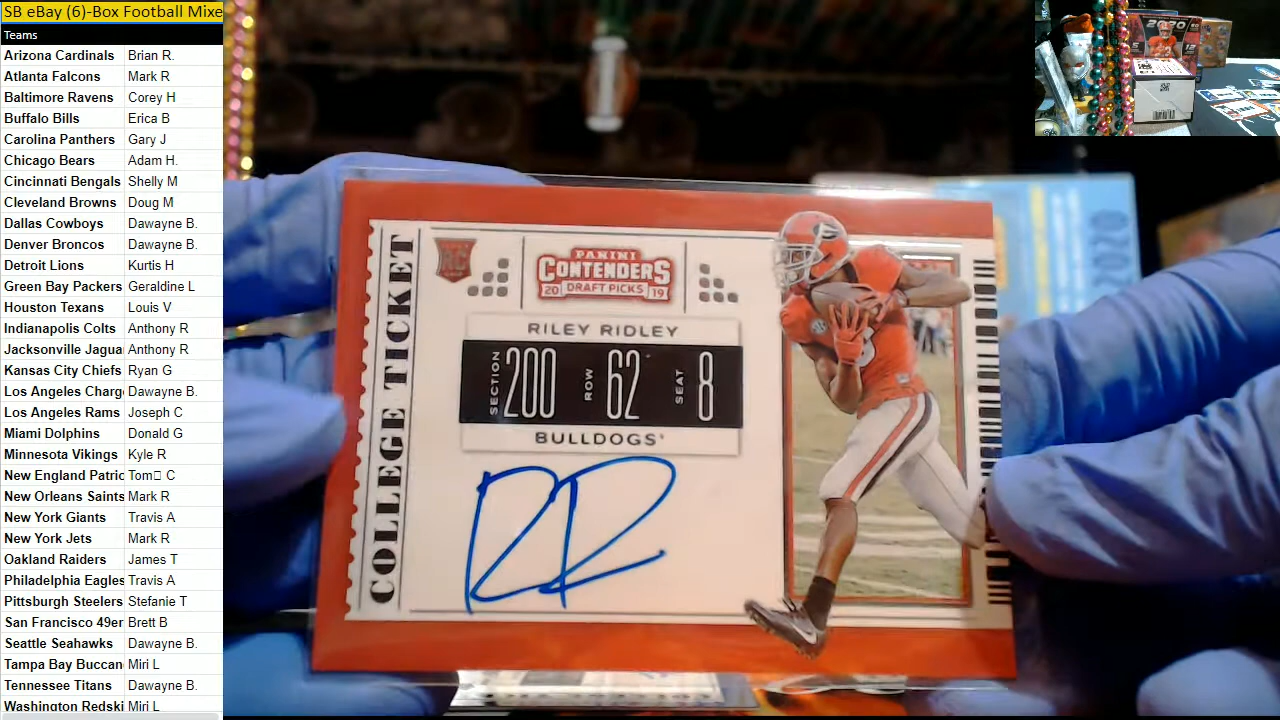 SB eBay (6)-Box Football Mixe
Teams
Arizona Cardinals Brian R.
Atlanta Falcons Mark R
Baltimore Ravens Corey H
Buffalo Bills Erica B
Carolina Panthers Gary J
Chicago Bears Adam H.
Cincinnati Bengals Shelly M
Cleveland Browns Doug M
Dallas Cowboys Dawayne B.
Denver Broncos Dawayne B.
Detroit Lions Kurtis H
Green Bay Packers Geraldine L
Houston Texans Louis V
Indianapolis Colts Anthony R
Jacksonville Jagua Anthony R
Kansas City Chiefs Ryan G
Los Angeles Charg Dawayne B.
Los Angeles Rams Joseph C
Miami Dolphins Donald G
Minnesota Vikings Kyle R
New England Patric Tom C
New Orleans Saints Mark R
New York Giants Travis A
New York Jets Mark R
Oakland Raiders James T
Philadelphia Eagles Travis A
Pittsburgh Steelers Stefanie T
San Francisco 49er Brett B
Seattle Seahawks Dawayne B.
Tampa Bay Buccan Miri L
Tennessee Titans Dawayne B.
Washington Redski Miri L
COLLEGE TICKET
RC
PANINI
CONTENDERS
20 DRAFT PICKS 19
RILEY RIDLEY
SECTION 200 ROW 62 SEAT 8
BULLDOGS
RR
2020
2020